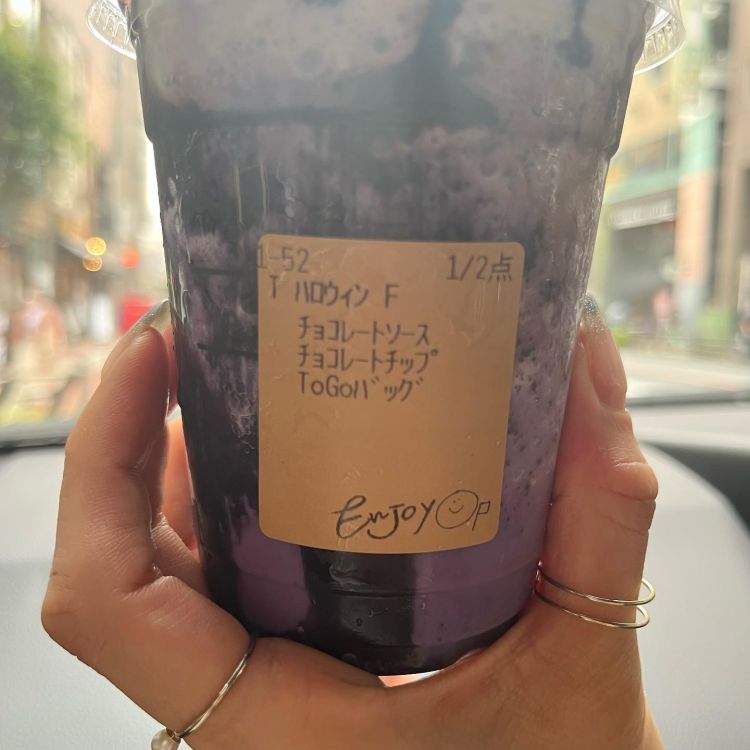 1-52 1/2点
T ハロウィン F
チョコレートソース
チョコレートチップ
ToGoバッグ
Enjoy